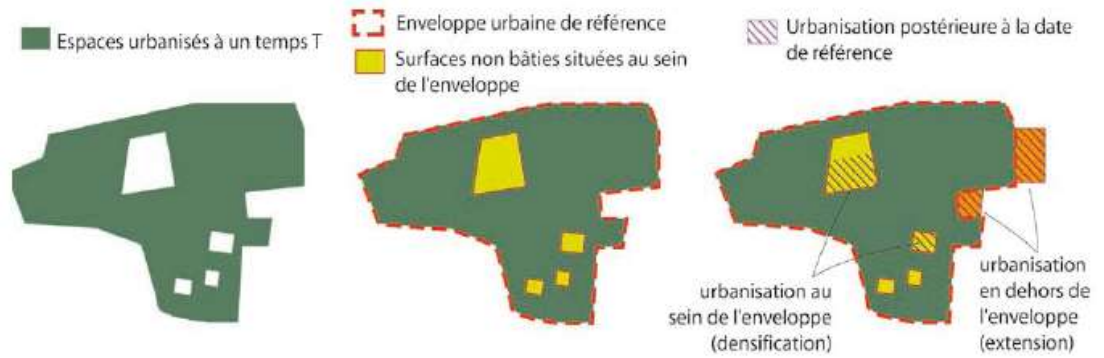 Espaces urbanisés à un temps T
Enveloppe urbaine de référence
Surfaces non bâties situées au sein
de l'enveloppe
Urbanisation postérieure à la date
de référence
urbanisation au
sein de l'enveloppe
(densification)
urbanisation
en dehors de
l'enveloppe
(extension)